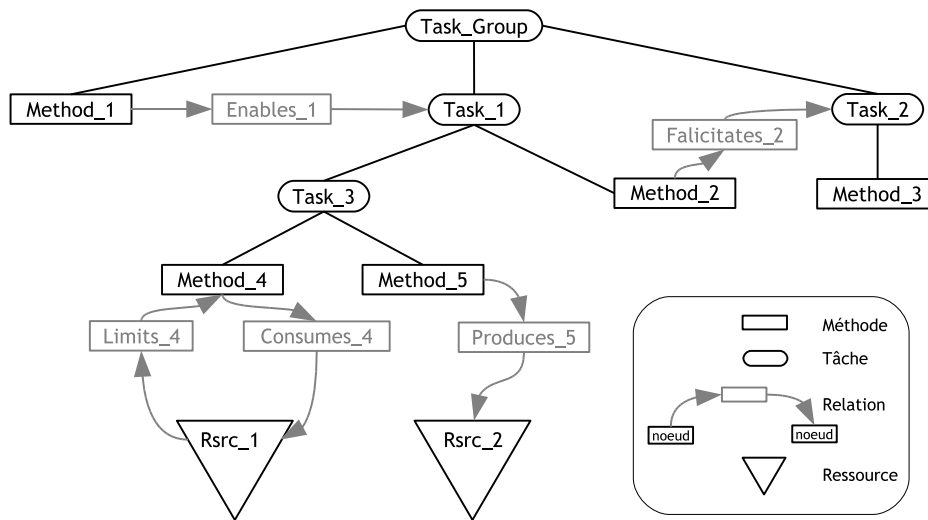 Task_Group
Method_1
Enables_1
Task_1
Task_2
Falicitates_2
Task_3
Method_2
Method_3
Method_4
Method_5
Limits_4
Consumes_4
Produces_5
Méthode
Tâche
Relation
noeud
noeud
Rsrc_1
Rsrc_2
Ressource